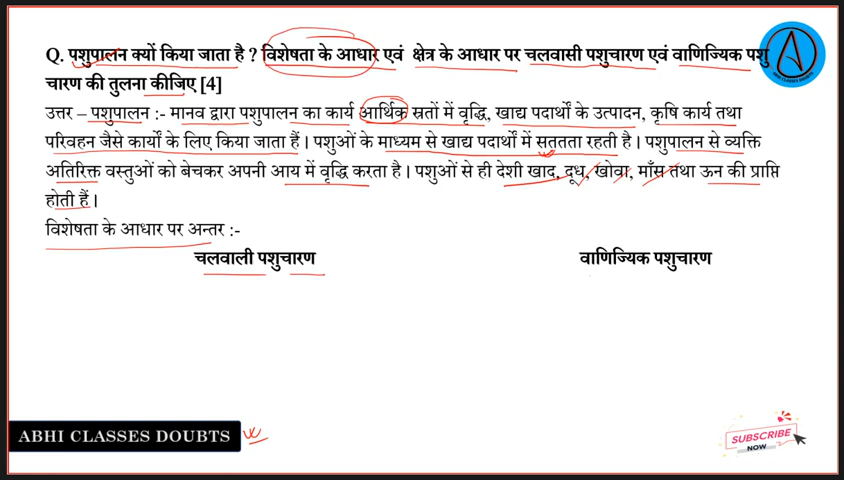 Q. पशुपालन क्यों किया जाता है ? विशेषता के आधार एवं क्षेत्र के आधार पर चलवासी पशुचारण एवं वाणिज्यिक पशु
चारण की तुलना कीजिए [4]
उत्तर – पशुपालन :- मानव द्वारा पशुपालन का कार्य आर्थिक स्रतों में वृद्धि, खाद्य पदार्थों के उत्पादन, कृषि कार्य तथा
परिवहन जैसे कार्यों के लिए किया जाता हैं। पशुओं के माध्यम से खाद्य पदार्थों में सततता रहती है। पशुपालन से व्यक्ति
अतिरिक्त वस्तुओं को बेचकर अपनी आय में वृद्धि करता है। पशुओं से ही देशी खाद, दूध, खोवा, माँस तथा ऊन की प्राप्ति
होती हैं।
विशेषता के आधार पर अन्तर :-
चलवाली पशुचारण वाणिज्यिक पशुचारण
ABHI CLASSES DOUBTS
SUBSCRIBE
NOW